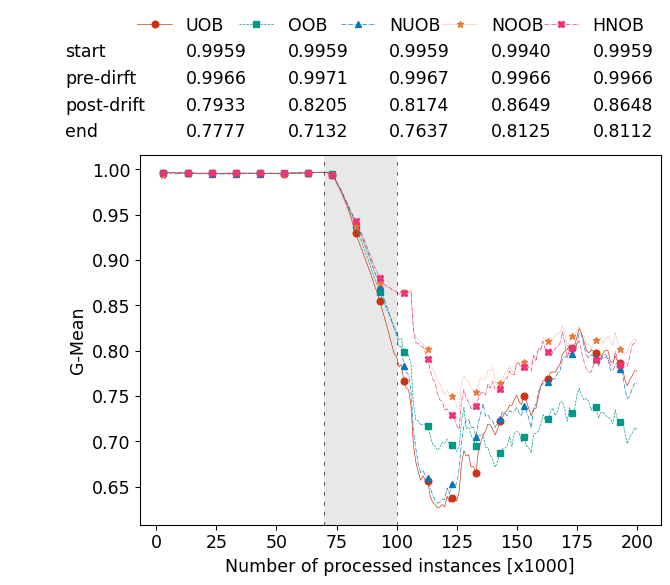 UOB OOB NUOB NOOB HNOB
start 0.9959 0.9959 0.9959 0.9940 0.9959
pre-dirft 0.9966 0.9971 0.9967 0.9966 0.9966
post-drift 0.7933 0.8205 0.8174 0.8649 0.8648
end 0.7777 0.7132 0.7637 0.8125 0.8112
1.00
0.95
0.90
0.85
0.80
0.75
0.70
0.65
G-Mean
0 25 50 75 100 125 150 175 200
Number of processed instances [x1000]